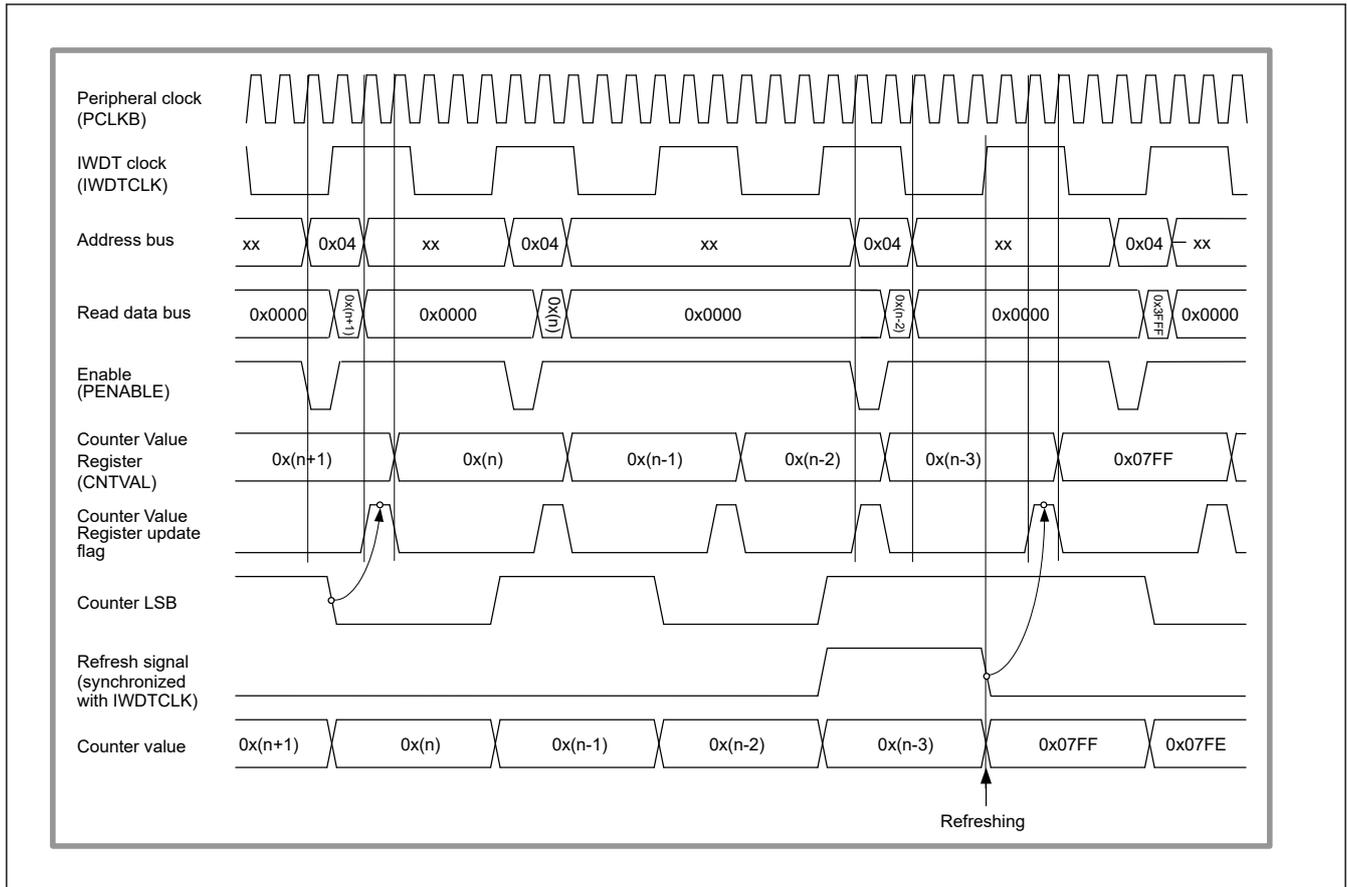 Peripheral clock
(PCLKB)
IWDT clock
(IWDTCLK)
Address bus
xx 0x04 xx 0x04 xx 0x04 xx 0x04 xx
Read data bus
0x0000 0x(n+1) 0x0000 0x(n) 0x0000 0x(n-2) 0x0000 0x3FFF 0x0000
Enable
(PENABLE)
Counter Value
Register
(CNTVAL)
0x(n+1) 0x(n) 0x(n-1) 0x(n-2) 0x(n-3) 0x07FF
Counter Value
Register update
flag
Counter LSB
Refresh signal
(synchronized
with IWDTCLK)
Counter value
0x(n+1) 0x(n) 0x(n-1) 0x(n-2) 0x(n-3) 0x07FF 0x07FE
Refreshing